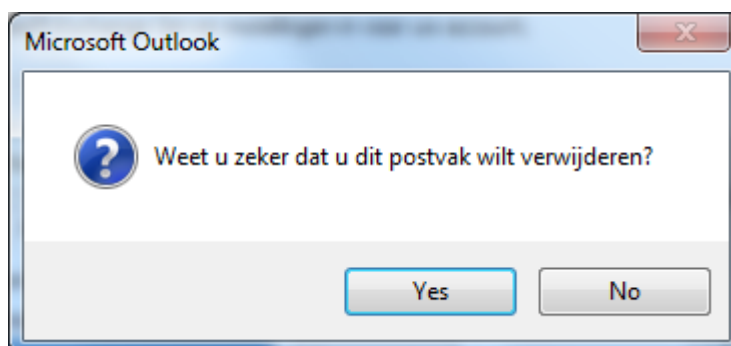 Microsoft Outlook
Weet u zeker dat u dit postvak wilt verwijderen?
Yes
No